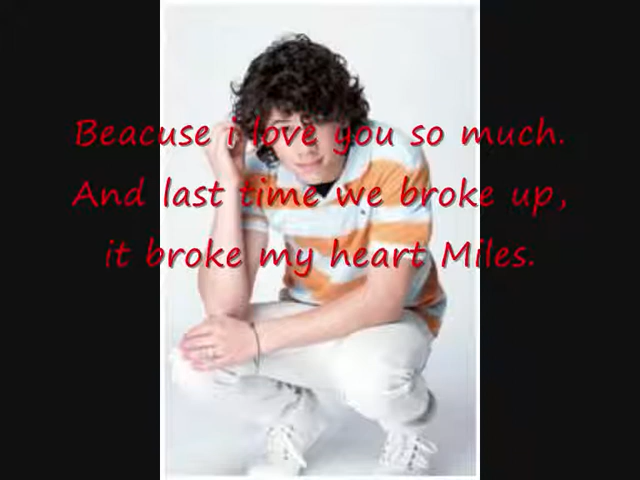 Beacuse i love you so much.
And last time we broke up,
it broke my heart Miles.